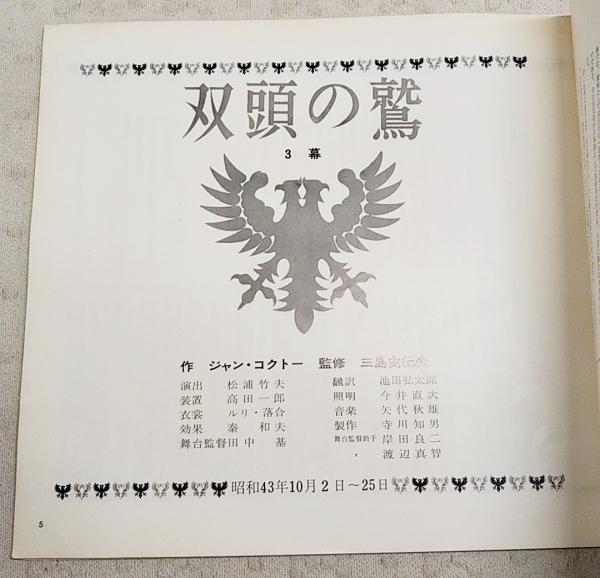 双頭の鷲
3 幕
作 ジャン・コクトー 監修 三島由紀夫
演出 松浦竹夫
装置 高田一郎
衣裳 ルリ・落合
効果 秦和夫
舞台監督 田中基
翻訳 池田弘太郎
照明 今井直次
音楽 矢代秋雄
製作 寺川知男
舞台監督助手 岸田良二
渡辺真智
昭和43年10月2日~25日
5